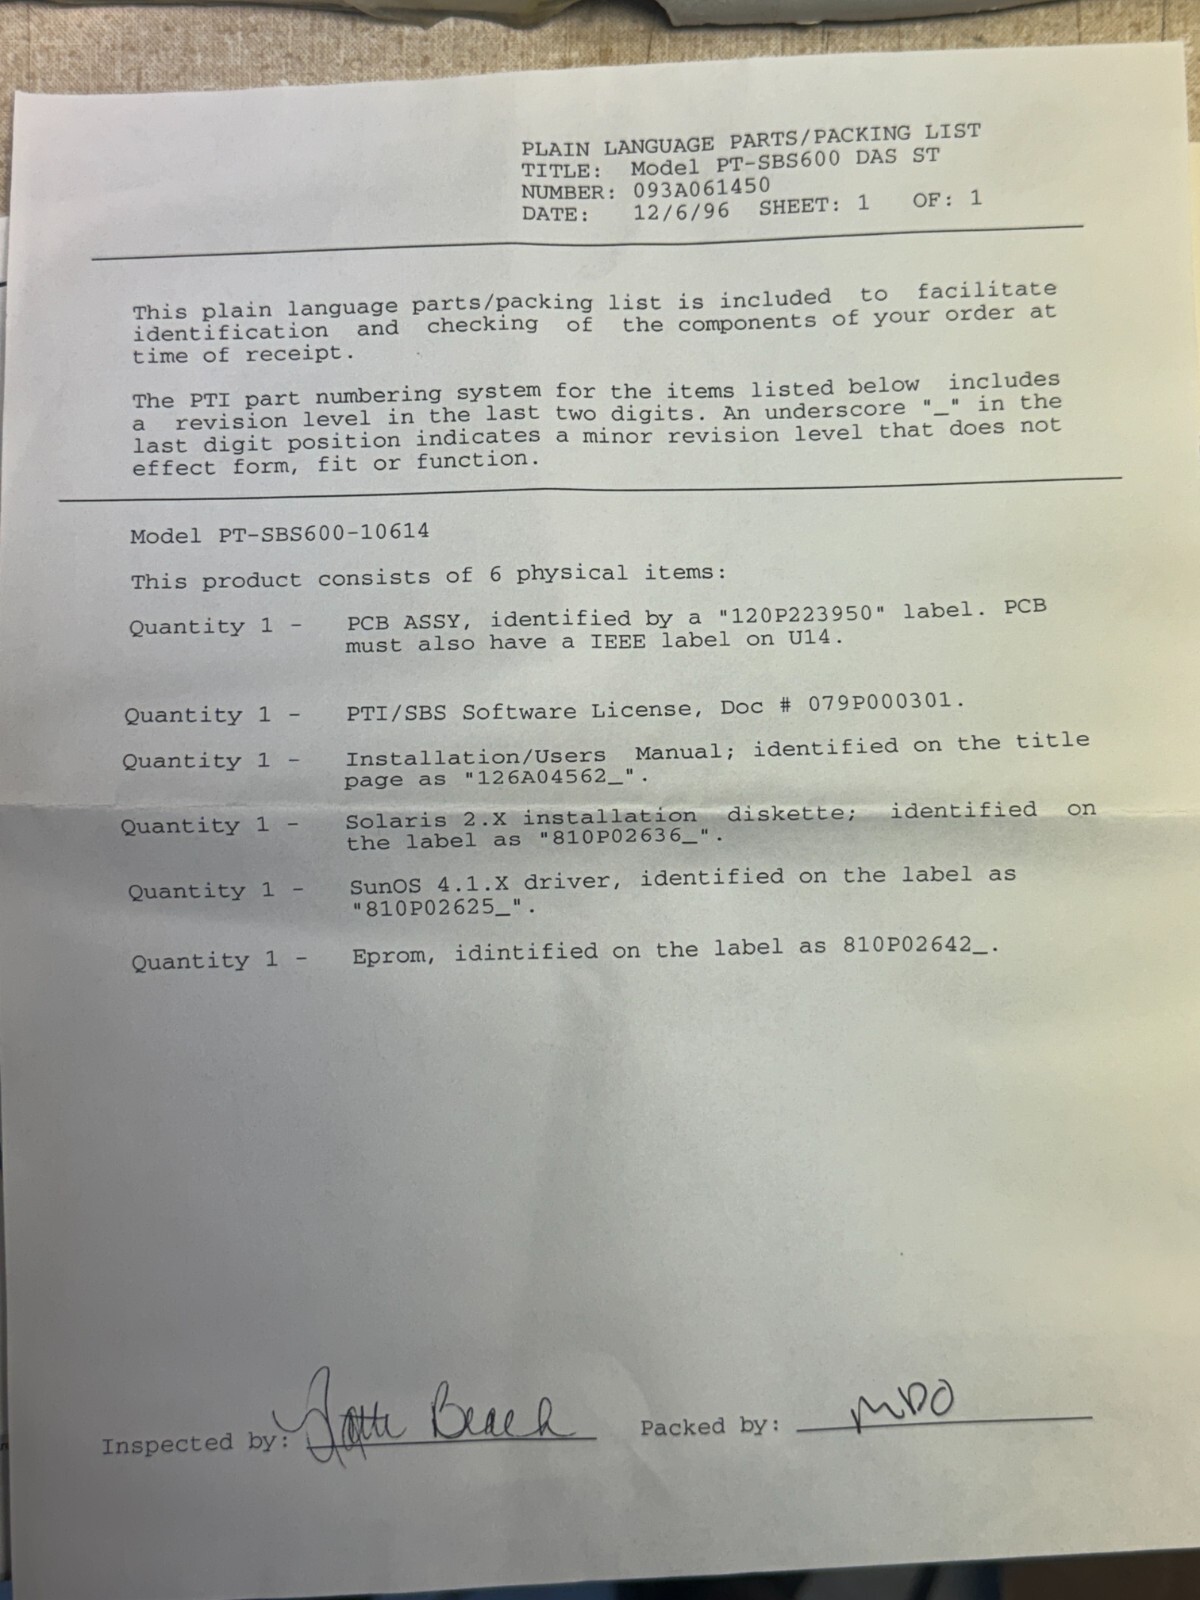 PLAIN LANGUAGE PARTS/PACKING LIST
TITLE: Model PT-SBS600 DAS ST
NUMBER: 093A061450
DATE: 12/6/96 SHEET: 1 OF: 1
This plain language parts/packing list is included to facilitate
identification and checking of the components of your order at
time of receipt.
The PTI part numbering system for the items listed below includes
a revision level in the last two digits. An underscore "_" in the
last digit position indicates a minor revision level that does not
effect form, fit or function.
Model PT-SBS600-10614
This product consists of 6 physical items:
Quantity 1 - PCB ASSY, identified by a "120P223950" label. PCB
must also have a IEEE label on U14.
Quantity 1 - PTI/SBS Software License, Doc # 079P000301.
Quantity 1 - Installation/Users Manual; identified on the title
page as "126A04562_".
Quantity 1 - Solaris 2.X installation diskette; identified on
the label as "810P02636_".
Quantity 1 - SunOS 4.1.X driver, identified on the label as
"810P02625_".
Quantity 1 - Eprom, idintified on the label as 810P02642_.
Inspected by: Beach Packed by: MDO